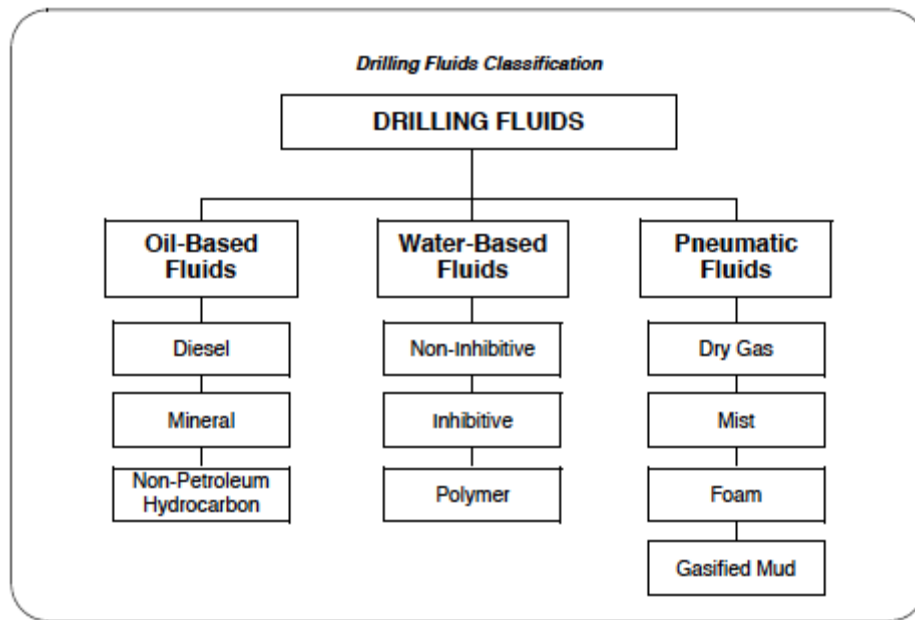 Drilling Fluids Classification
DRILLING FLUIDS
Oil-Based
Fluids
Diesel
Mineral
Non-Petroleum
Hydrocarbon
Water-Based
Fluids
Non-Inhibitive
Inhibitive
Polymer
Pneumatic
Fluids
Dry Gas
Mist
Foam
Gasified Mud